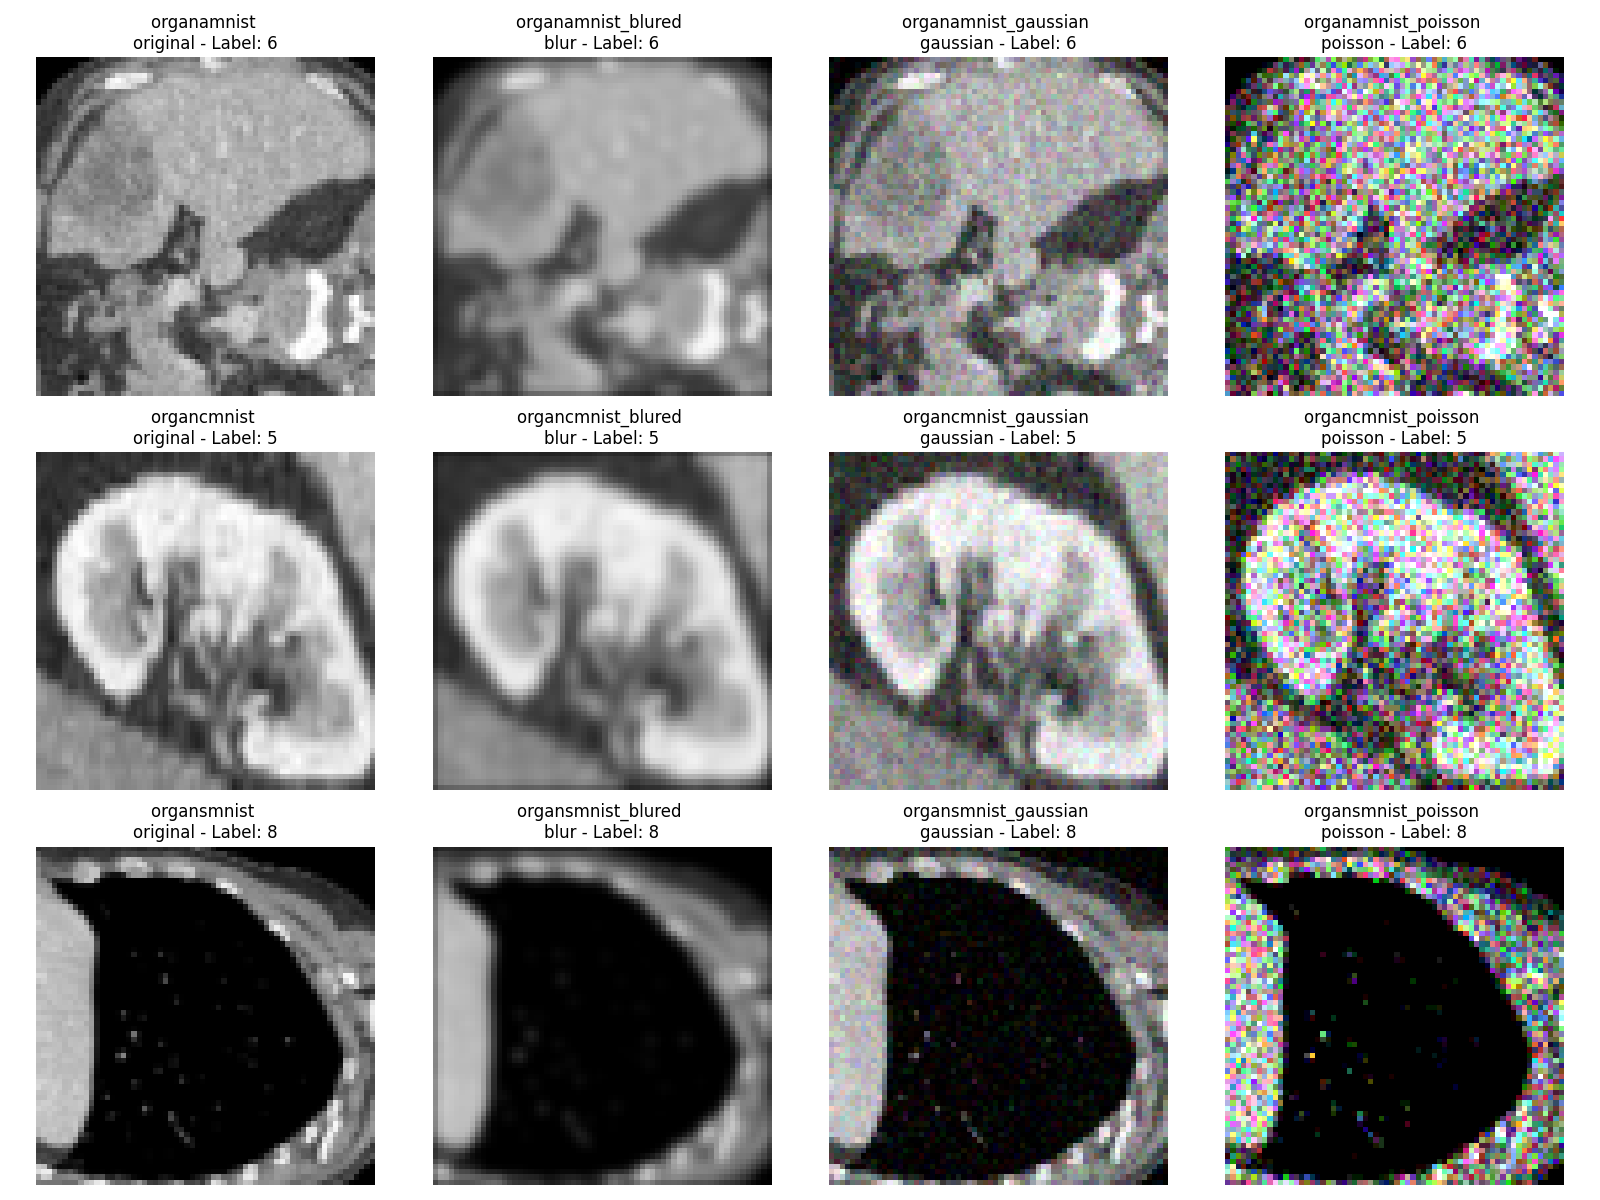 organamnist
original - Label: 6
organamnist_blured
blur - Label: 6
organamnist_gaussian
gaussian - Label: 6
organamnist_poisson
poisson - Label: 6
organcmnist
original - Label: 5
organcmnist_blured
blur - Label: 5
organcmnist_gaussian
gaussian - Label: 5
organcmnist_poisson
poisson - Label: 5
organsmnist
original - Label: 8
organsmnist_blured
blur - Label: 8
organsmnist_gaussian
gaussian - Label: 8
organsmnist_poisson
poisson - Label: 8